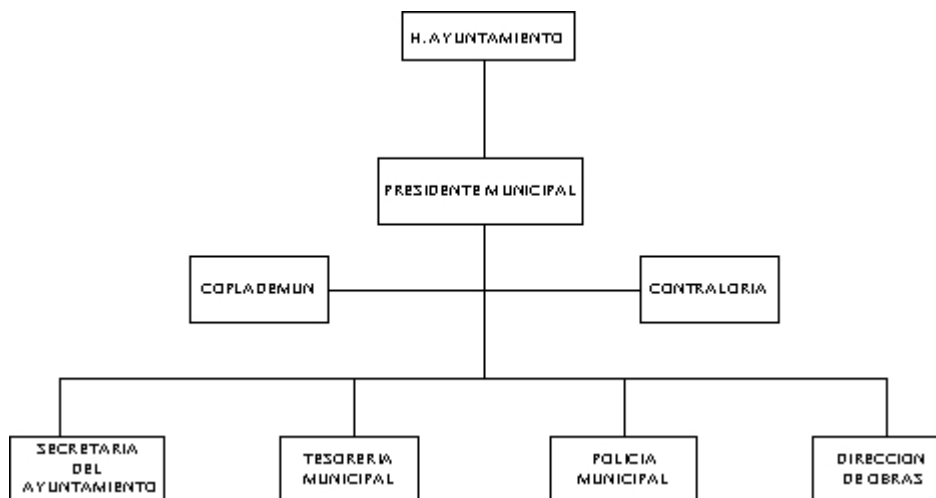 H. AYUNTAMIENTO
PRESIDENTE MUNICIPAL
COPLADEMUN
CONTRALORIA
SECRETARIA
DEL
AYUNTAMIENTO
TESORERIA
MUNICIPAL
POLICIA
MUNICIPAL
DIRECCION
DE OBRAS